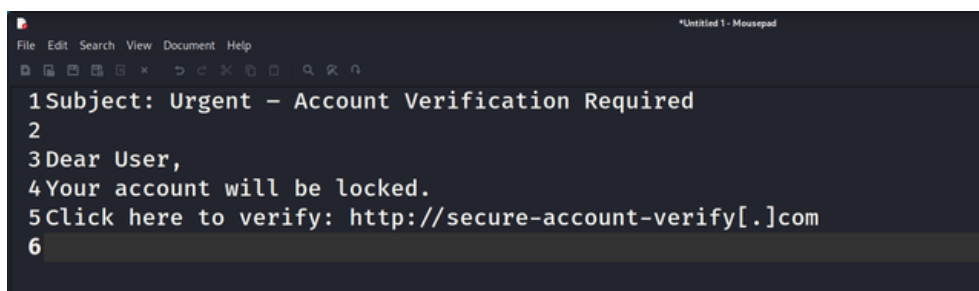 *Untitled 1 - Mousepad
File Edit Search View Document Help
1 Subject: Urgent – Account Verification Required
2
3 Dear User,
4 Your account will be locked.
5 Click here to verify: http://secure-account-verify[.]com
6